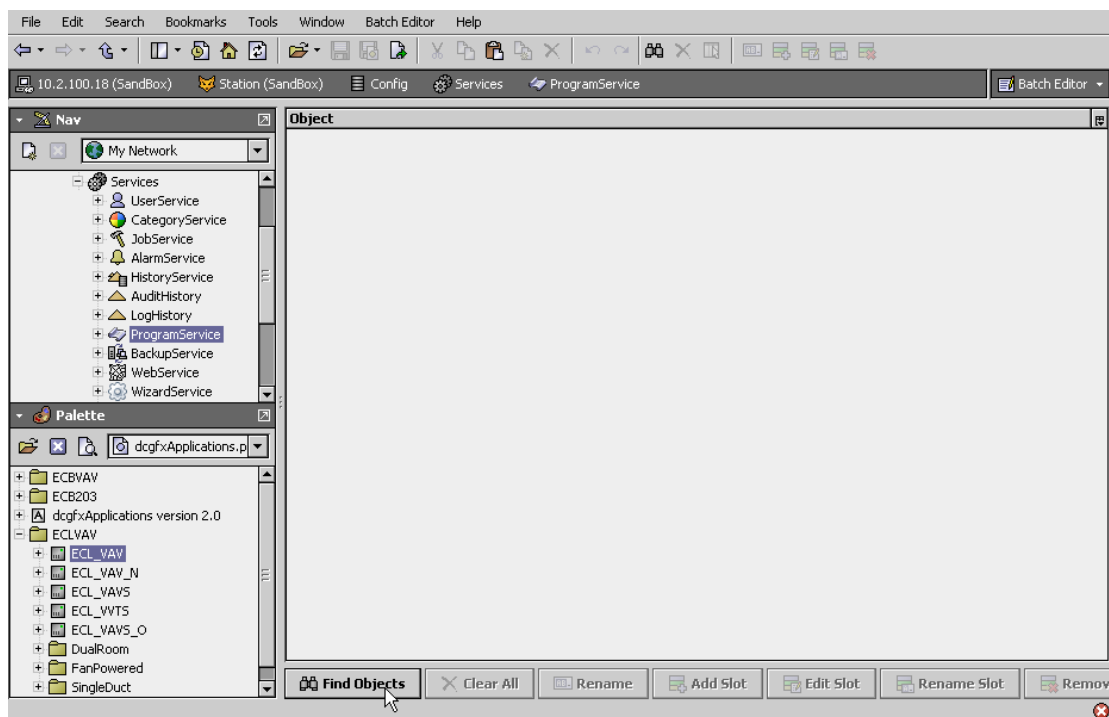 File Edit Search Bookmarks Tools Window Batch Editor Help
10.2.100.18 (SandBox) Station (SandBox) Config Services ProgramService Batch Editor
Nav
My Network
Services
UserService
CategoryService
JobService
AlarmService
HistoryService
AuditHistory
LogHistory
ProgramService
BackupService
WebService
WizardService
Palette
dcgfxApplications.p
ECBVAV
ECB203
dcgfxApplications version 2.0
ECLVAV
ECL_VAV
ECL_VAV_N
ECL_VAVS
ECL_VVTS
ECL_VAVS_O
DualRoom
FanPowered
SingleDuct
Object
Find Objects Clear All Rename Add Slot Edit Slot Rename Slot Remov